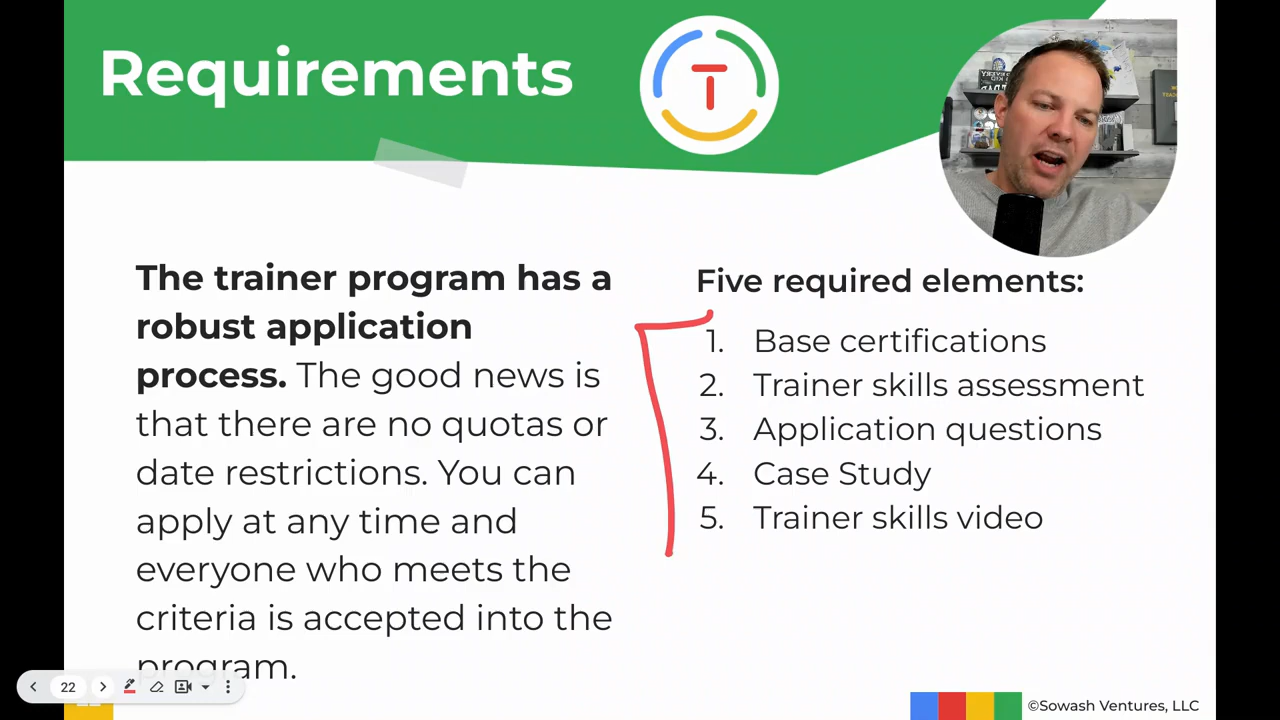 Requirements
T
The trainer program has a
robust application
process. The good news is
that there are no quotas or
date restrictions. You can
apply at any time and
everyone who meets the
criteria is accepted into the
program.
Five required elements:
1. Base certifications
2. Trainer skills assessment
3. Application questions
4. Case Study
5. Trainer skills video
22
©Sowash Ventures, LLC